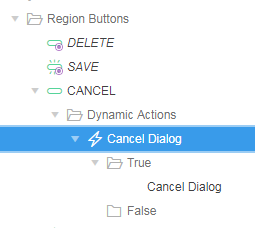 Region Buttons
DELETE
SAVE
CANCEL
Dynamic Actions
Cancel Dialog
True
Cancel Dialog
False